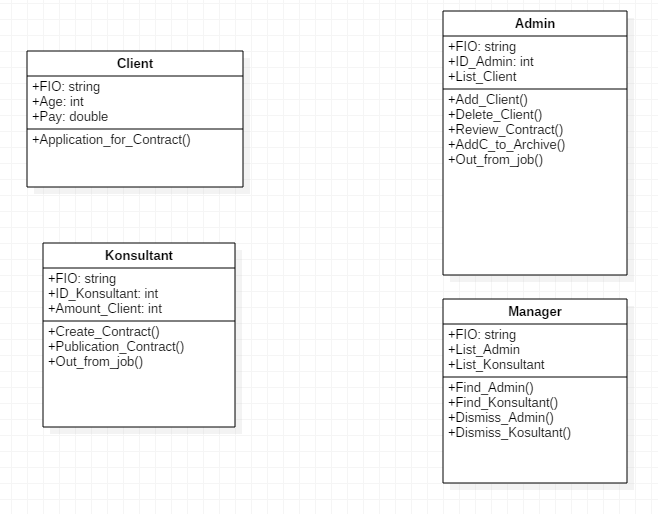 Client
+FIO: string
+Age: int
+Pay: double
+Application_for_Contract()
Admin
+FIO: string
+ID_Admin: int
+List_Client
+Add_Client()
+Delete_Client()
+Review_Contract()
+AddC_to_Archive()
+Out_from_job()
Konsultant
+FIO: string
+ID_Konsultant: int
+Amount_Client: int
+Create_Contract()
+Publication_Contract()
+Out_from_job()
Manager
+FIO: string
+List_Admin
+List_Konsultant
+Find_Admin()
+Find_Konsultant()
+Dismiss_Admin()
+Dismiss_Kosultant()